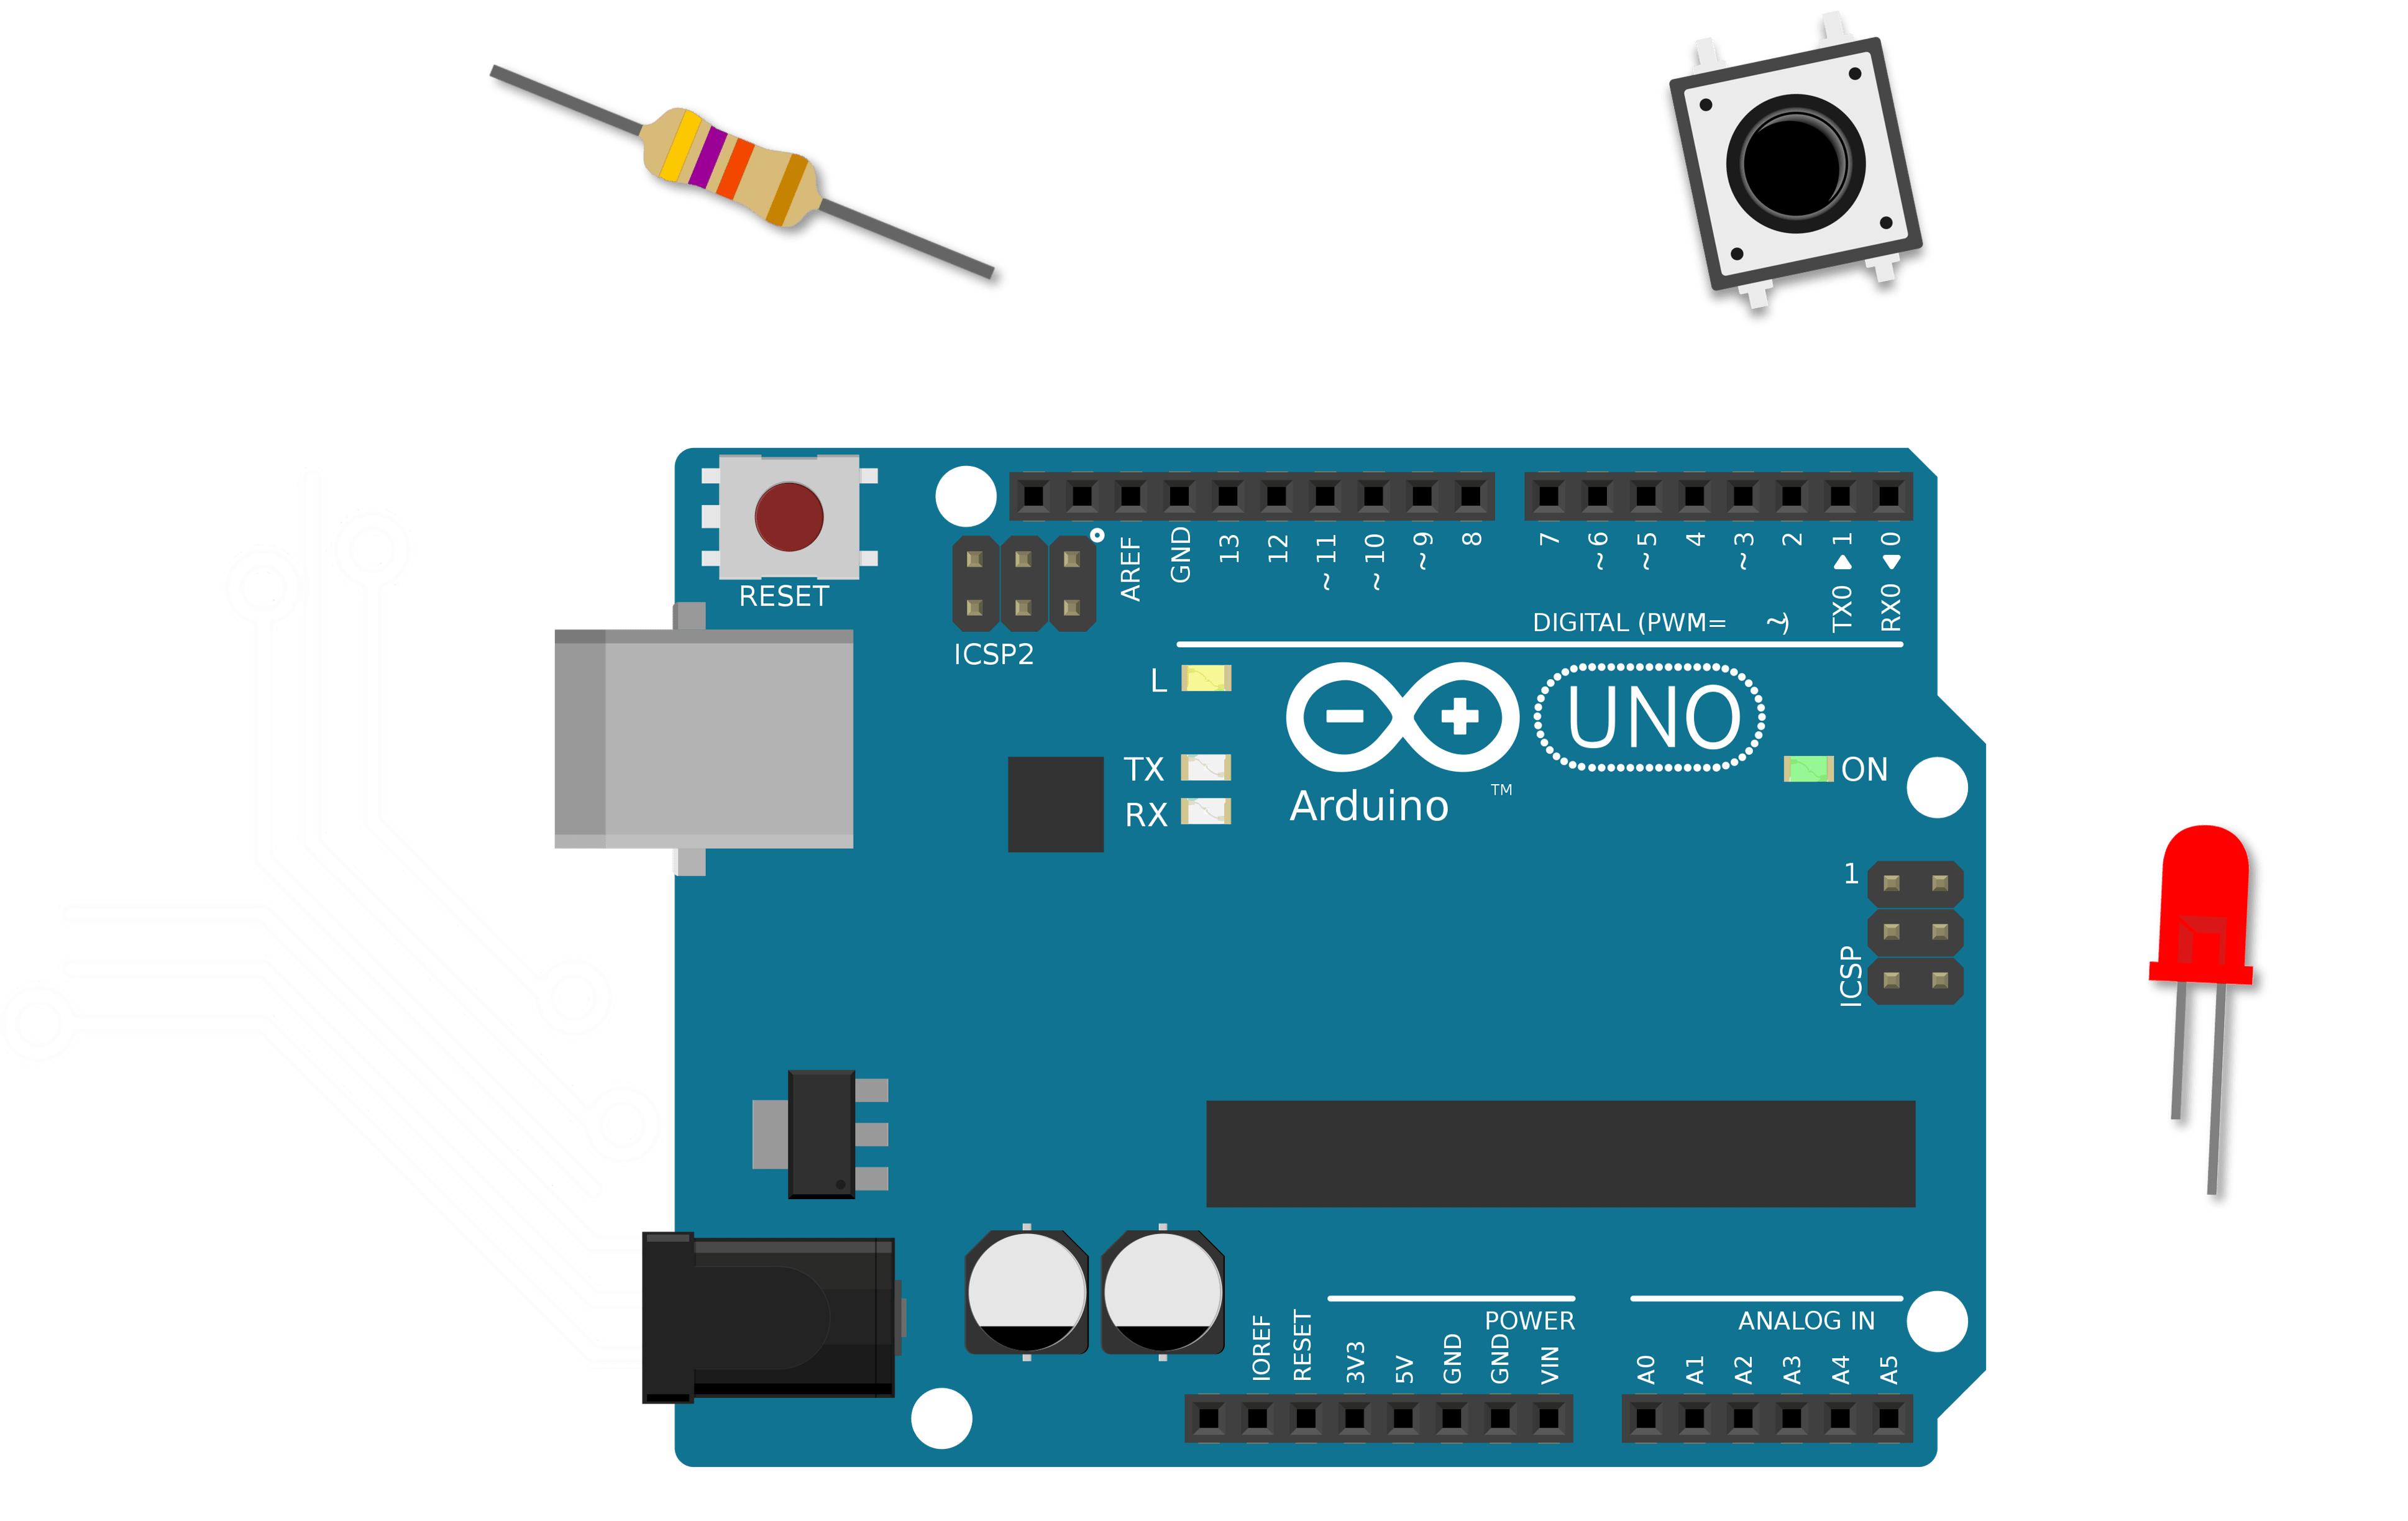 RESET
ICSP2
AREF
GND
13
12
~11
~10
~9
8
7
~6
~5
4
~3
2
TX0 ▶ 1
RX0 ◀ 0
DIGITAL (PWM= ~)
L
TX
RX
Arduino ™
UNO
ON
1
ICSP
POWER
ANALOG IN
IOREF
RESET
3V3
5V
GND
GND
VIN
A0
A1
A2
A3
A4
A5